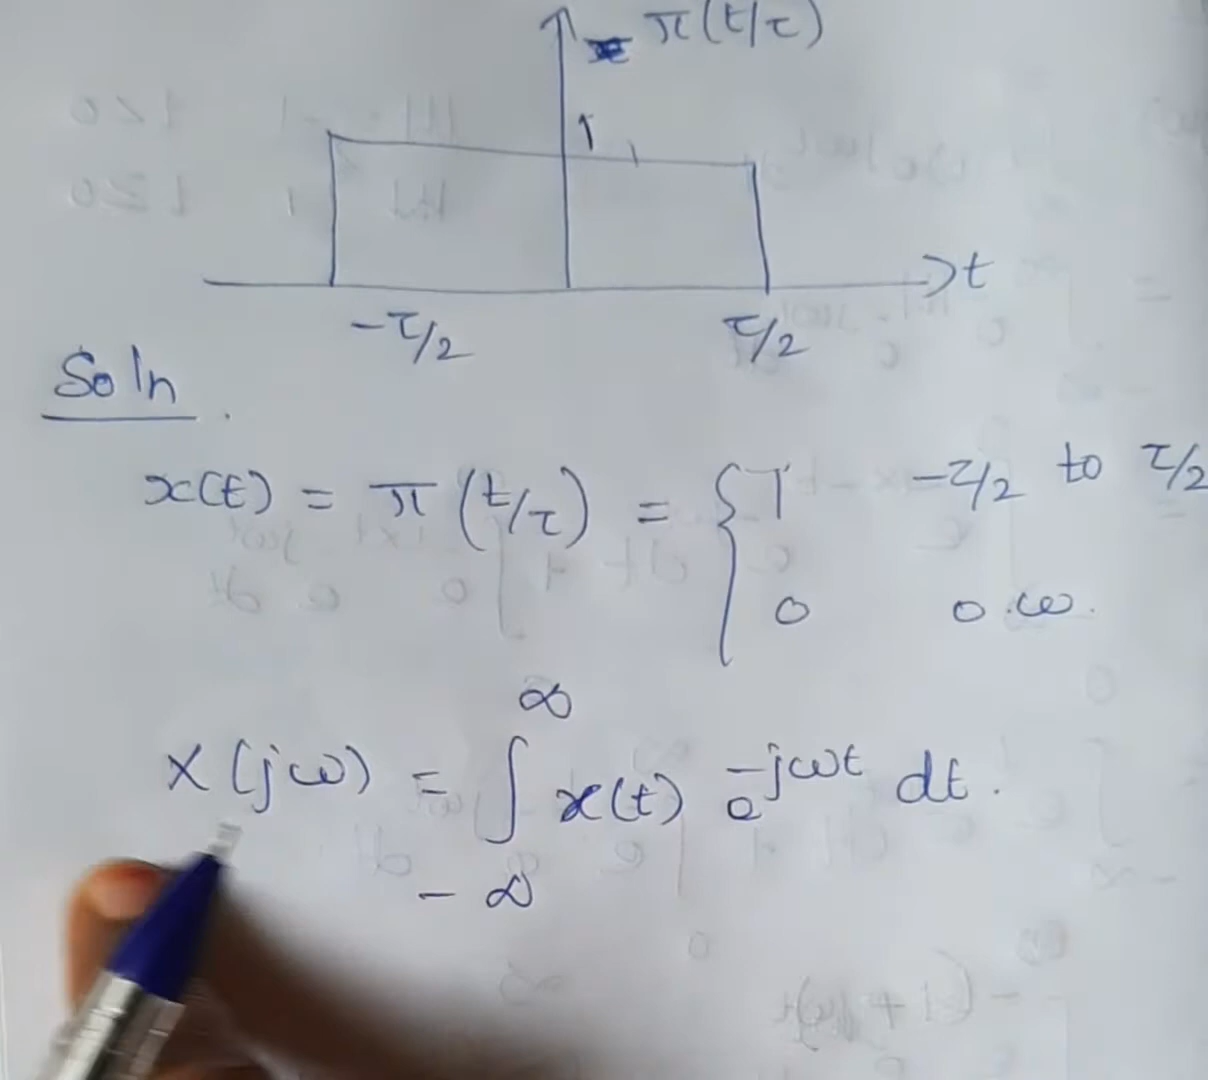 π(t/τ)
1
t
-τ/2 τ/2
Soln.
x(t) = π(t/τ) = { 1 -τ/2 to τ/2
0 o.w.
∞
X(jω) = ∫ x(t) e^-jωt dt.
-∞